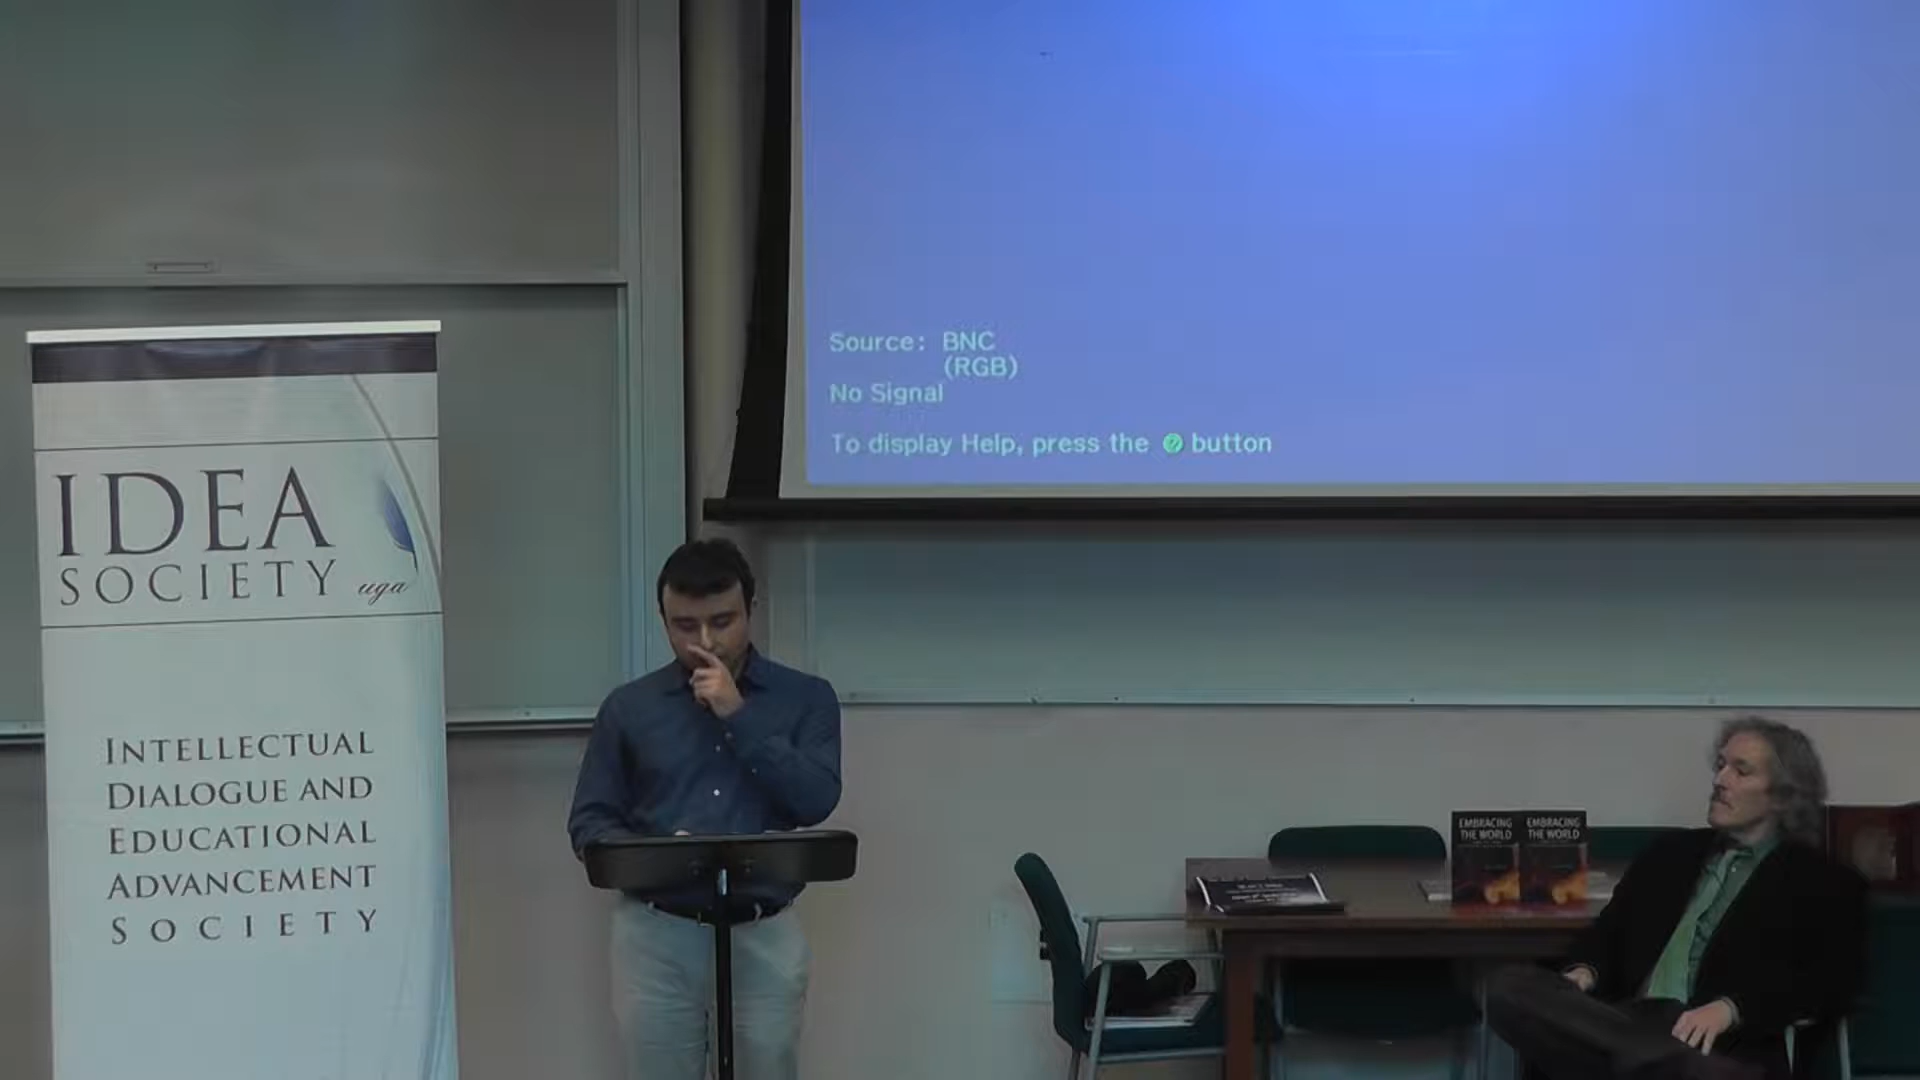 IDEA
SOCIETY uga
INTELLECTUAL
DIALOGUE AND
EDUCATIONAL
ADVANCEMENT
SOCIETY
Source: BNC
(RGB)
No Signal
To display Help, press the ? button
EMBRACING
THE WORLD
EMBRACING
THE WORLD